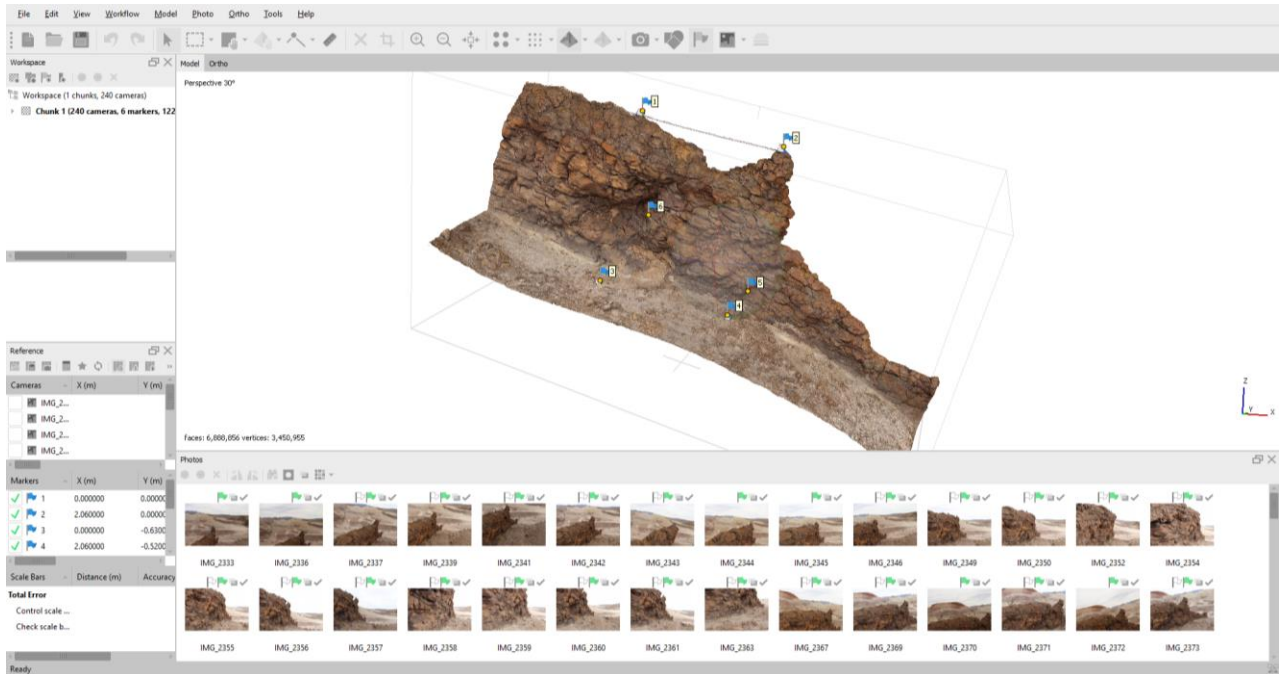 File Edit View Workflow Model Photo Ortho Tools Help
Workspace
Workspace (1 chunks, 240 cameras)
Chunk 1 (240 cameras, 6 markers, 122
Model Ortho
Perspective 30°
1
2
6
3
5
4
Z
Y X
faces: 6,888,856 vertices: 3,450,955
Reference
Cameras X (m) Y (m)
IMG_2...
IMG_2...
IMG_2...
IMG_2...
Markers X (m) Y (m)
1 0.000000 0.0000
2 2.060000 0.0000
3 0.000000 -0.6300
4 2.060000 -0.5200
Scale Bars Distance (m) Accuracy
Total Error
Control scale ...
Check scale b...
Photos
IMG_2333 IMG_2336 IMG_2337 IMG_2339 IMG_2341 IMG_2342 IMG_2343 IMG_2344 IMG_2345 IMG_2346 IMG_2349 IMG_2350 IMG_2352 IMG_2354
IMG_2355 IMG_2356 IMG_2357 IMG_2358 IMG_2359 IMG_2360 IMG_2361 IMG_2363 IMG_2367 IMG_2369 IMG_2370 IMG_2371 IMG_2372 IMG_2373
Ready